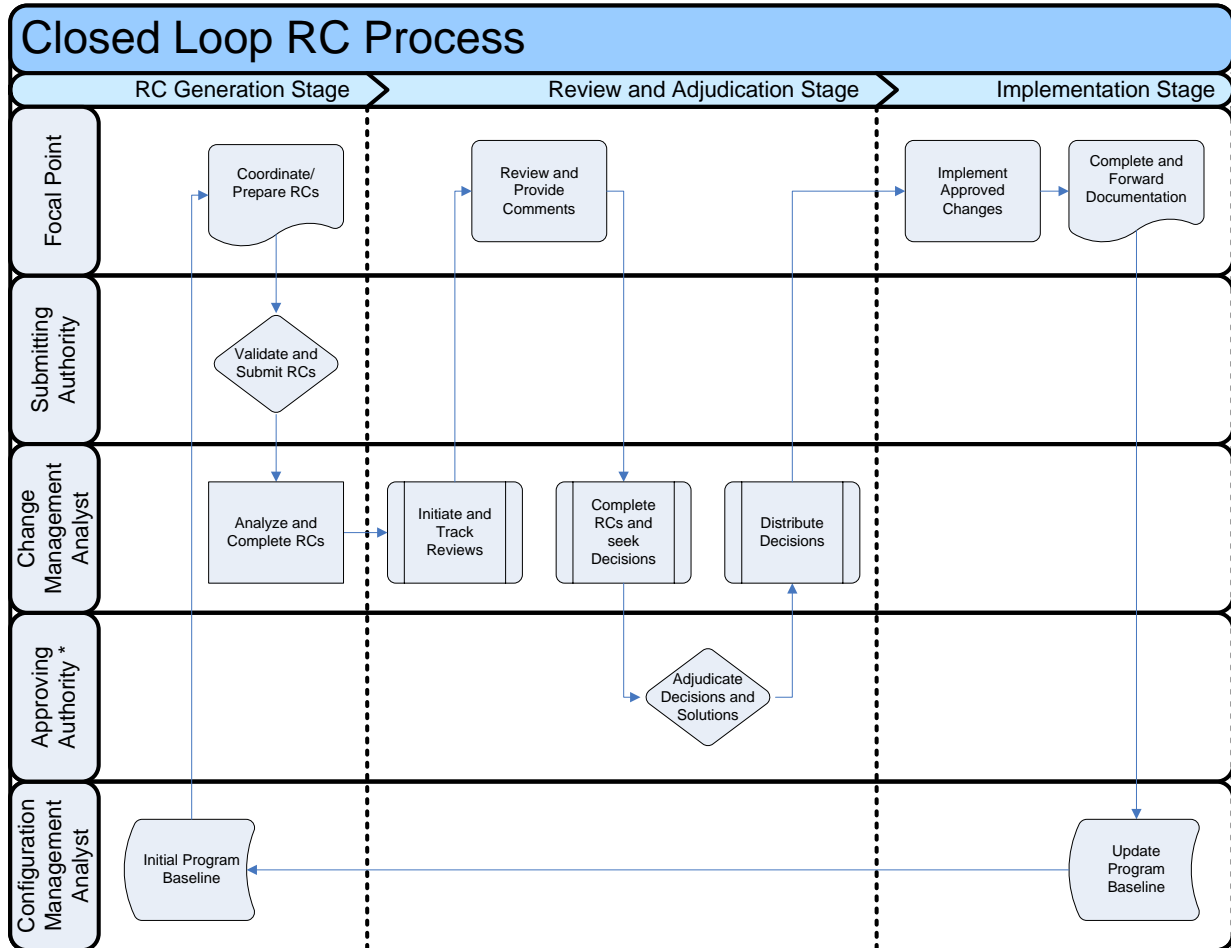 Closed Loop RC Process
RC Generation Stage
Review and Adjudication Stage
Implementation Stage
Focal Point
Coordinate/
Prepare RCs
Review and
Provide
Comments
Implement
Approved
Changes
Complete and
Forward
Documentation
Submitting
Authority
Validate and
Submit RCs
Change
Management
Analyst
Analyze and
Complete RCs
Initiate and
Track
Reviews
Complete
RCs and
seek
Decisions
Distribute
Decisions
Approving
Authority *
Adjudicate
Decisions and
Solutions
Configuration
Management
Analyst
Initial Program
Baseline
Update
Program
Baseline